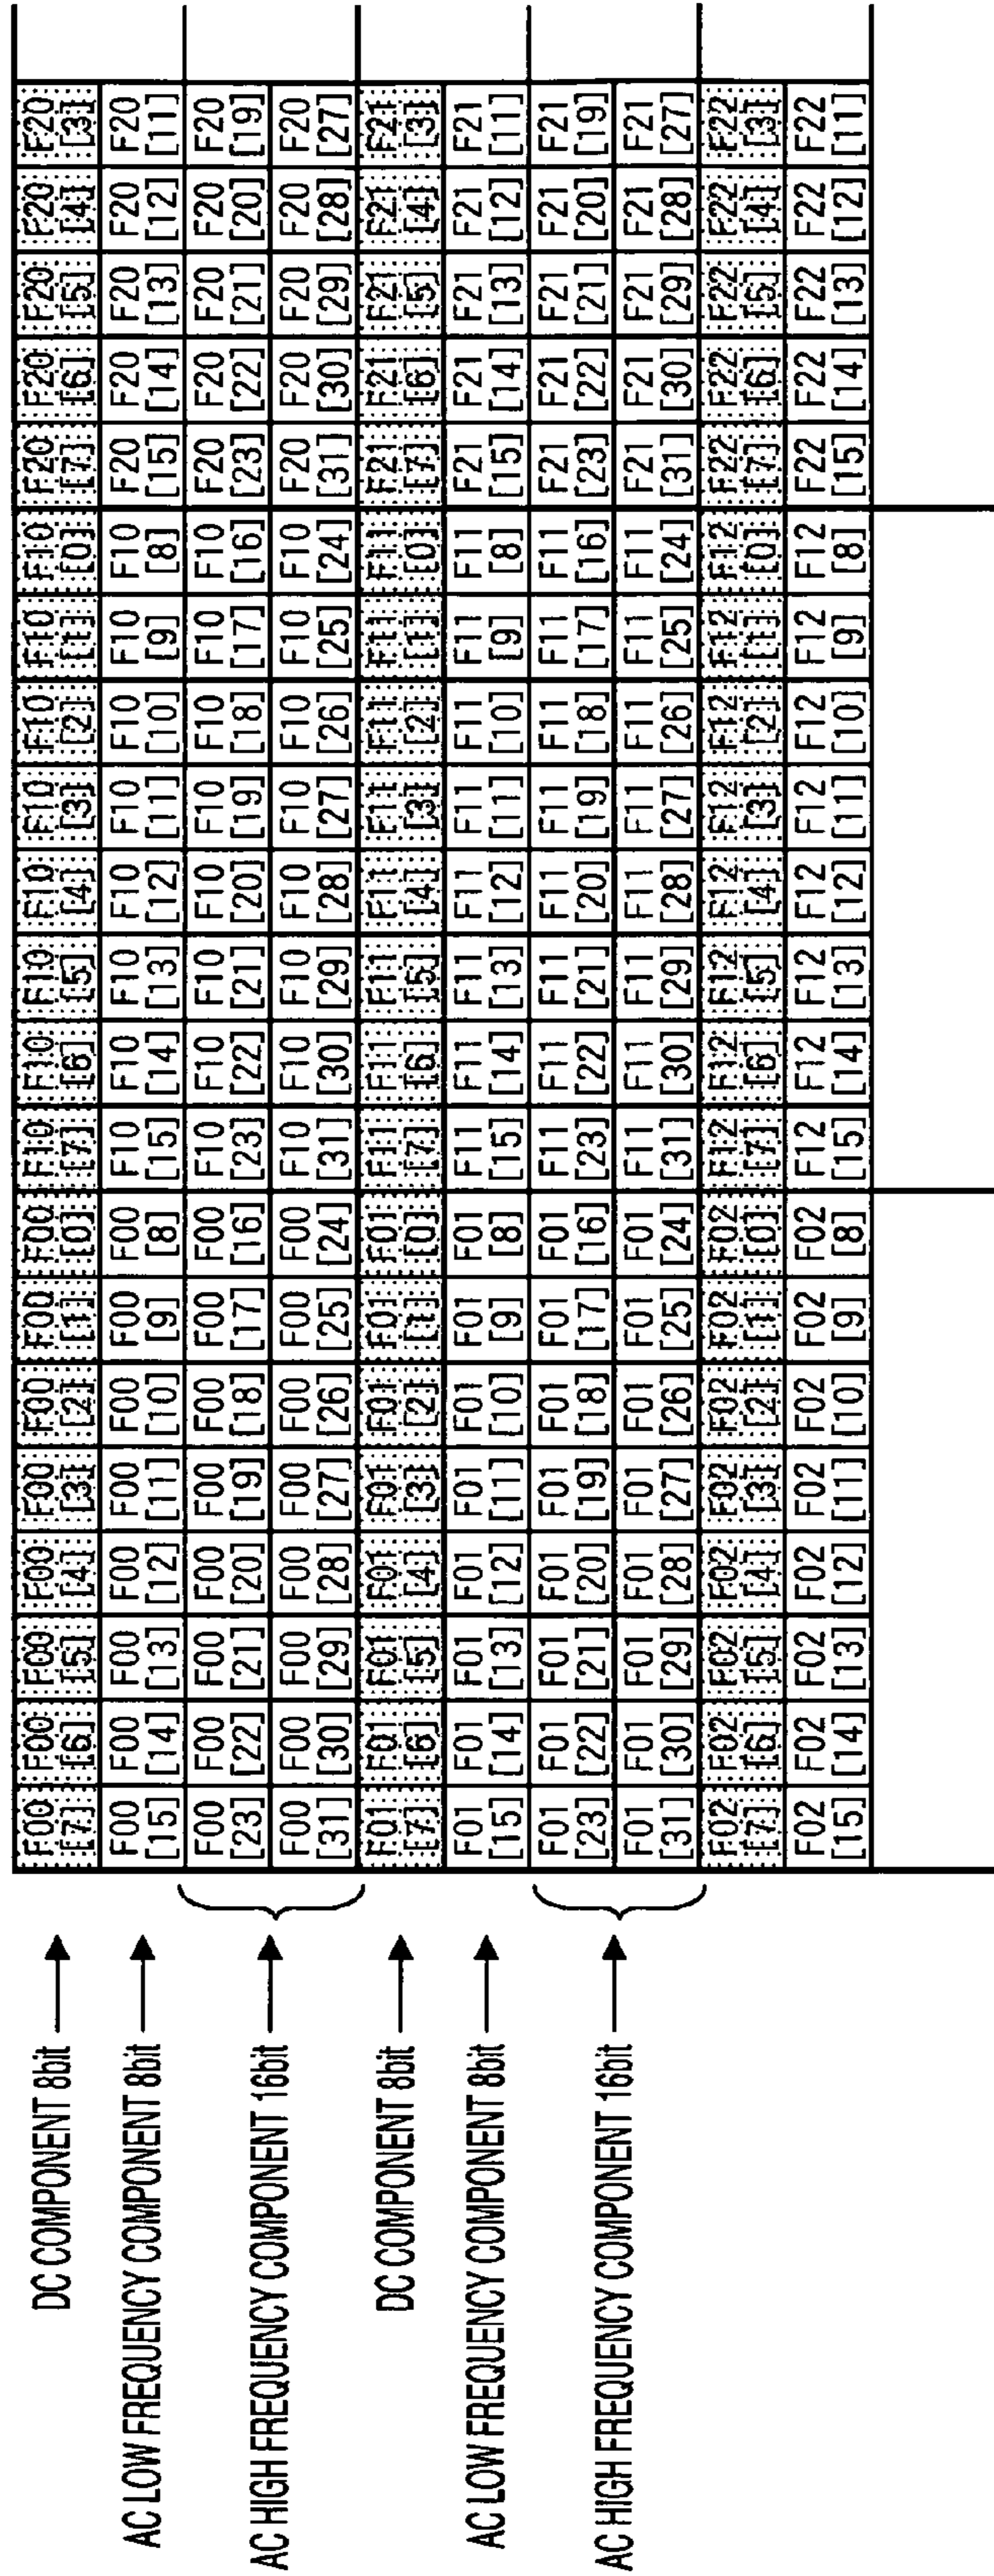 DC COMPONENT 8bit
F00 F00 F00 F00 F00 F00 F00 F00 F10 F10 F10 F10 F10 F10 F10 F10 F20 F20 F20 F20 F20
[7] [6] [5] [4] [3] [2] [1] [0] [7] [6] [5] [4] [3] [2] [1] [0] [7] [6] [5] [4] [3]
AC LOW FREQUENCY COMPONENT 8bit
F00 F00 F00 F00 F00 F00 F00 F00 F10 F10 F10 F10 F10 F10 F10 F10 F20 F20 F20 F20 F20
[15] [14] [13] [12] [11] [10] [9] [8] [15] [14] [13] [12] [11] [10] [9] [8] [15] [14] [13] [12] [11]
AC HIGH FREQUENCY COMPONENT 16bit
F00 F00 F00 F00 F00 F00 F00 F00 F10 F10 F10 F10 F10 F10 F10 F10 F20 F20 F20 F20 F20
[23] [22] [21] [20] [19] [18] [17] [16] [23] [22] [21] [20] [19] [18] [17] [16] [23] [22] [21] [20] [19]
F00 F00 F00 F00 F00 F00 F00 F00 F10 F10 F10 F10 F10 F10 F10 F10 F20 F20 F20 F20 F20
[31] [30] [29] [28] [27] [26] [25] [24] [31] [30] [29] [28] [27] [26] [25] [24] [31] [30] [29] [28] [27]
DC COMPONENT 8bit
F01 F01 F01 F01 F01 F01 F01 F01 F11 F11 F11 F11 F11 F11 F11 F11 F21 F21 F21 F21 F21
[7] [6] [5] [4] [3] [2] [1] [0] [7] [6] [5] [4] [3] [2] [1] [0] [7] [6] [5] [4] [3]
AC LOW FREQUENCY COMPONENT 8bit
F01 F01 F01 F01 F01 F01 F01 F01 F11 F11 F11 F11 F11 F11 F11 F11 F21 F21 F21 F21 F21
[15] [14] [13] [12] [11] [10] [9] [8] [15] [14] [13] [12] [11] [10] [9] [8] [15] [14] [13] [12] [11]
AC HIGH FREQUENCY COMPONENT 16bit
F01 F01 F01 F01 F01 F01 F01 F01 F11 F11 F11 F11 F11 F11 F11 F11 F21 F21 F21 F21 F21
[23] [22] [21] [20] [19] [18] [17] [16] [23] [22] [21] [20] [19] [18] [17] [16] [23] [22] [21] [20] [19]
F01 F01 F01 F01 F01 F01 F01 F01 F11 F11 F11 F11 F11 F11 F11 F11 F21 F21 F21 F21 F21
[31] [30] [29] [28] [27] [26] [25] [24] [31] [30] [29] [28] [27] [26] [25] [24] [31] [30] [29] [28] [27]
F02 F02 F02 F02 F02 F02 F02 F02 F12 F12 F12 F12 F12 F12 F12 F12 F22 F22 F22 F22 F22
[7] [6] [5] [4] [3] [2] [1] [0] [7] [6] [5] [4] [3] [2] [1] [0] [7] [6] [5] [4] [3]
F02 F02 F02 F02 F02 F02 F02 F02 F12 F12 F12 F12 F12 F12 F12 F12 F22 F22 F22 F22 F22
[15] [14] [13] [12] [11] [10] [9] [8] [15] [14] [13] [12] [11] [10] [9] [8] [15] [14] [13] [12] [11]